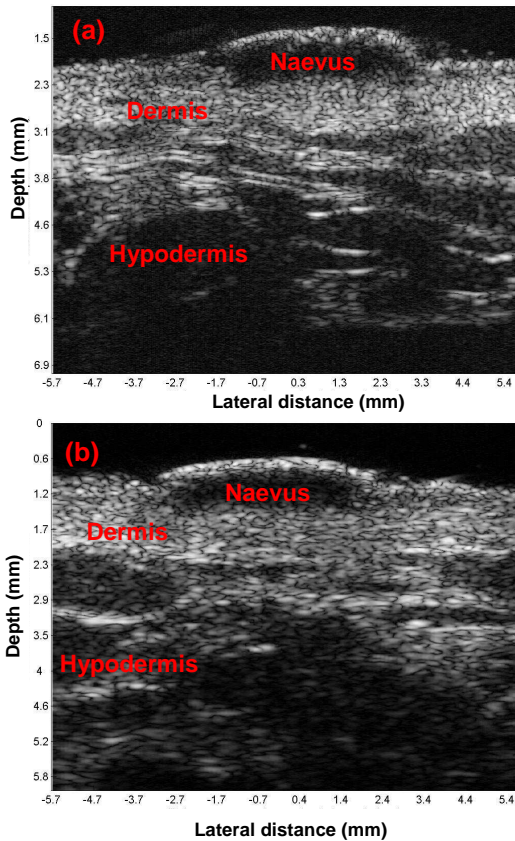 (a)
1.5
Naevus
2.3
Dermis
3.1
Depth (mm)
3.8
4.6
Hypodermis
5.3
6.1
6.9
-5.7 -4.7 -3.7 -2.7 -1.7 -0.7 0.3 1.3 2.3 3.3 4.4 5.4
Lateral distance (mm)
0
(b)
0.6
Naevus
1.2
Dermis
1.7
2.3
Depth (mm)
2.9
3.5
Hypodermis
4
4.6
5.2
5.8
-5.7 -4.7 -3.7 -2.7 -1.7 -0.7 0.4 1.4 2.4 3.4 4.4 5.4
Lateral distance (mm)